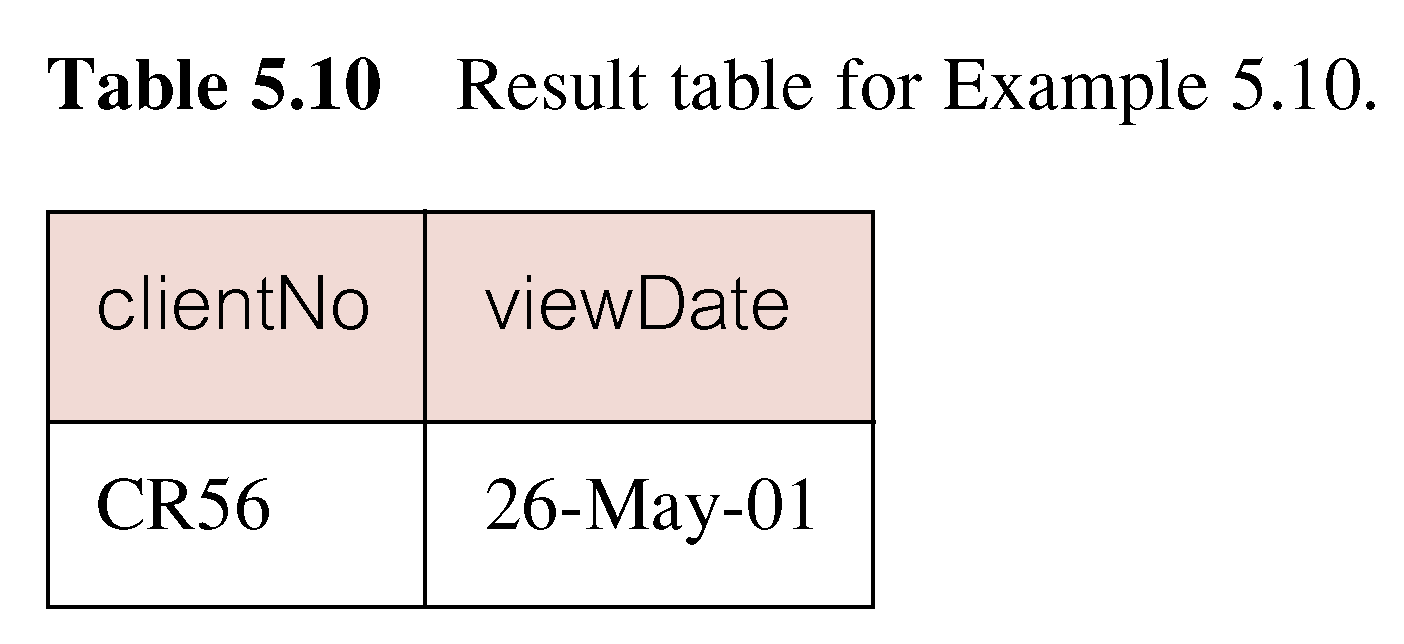 Table 5.10 Result table for Example 5.10.
clientNo viewDate
CR56 26-May-01